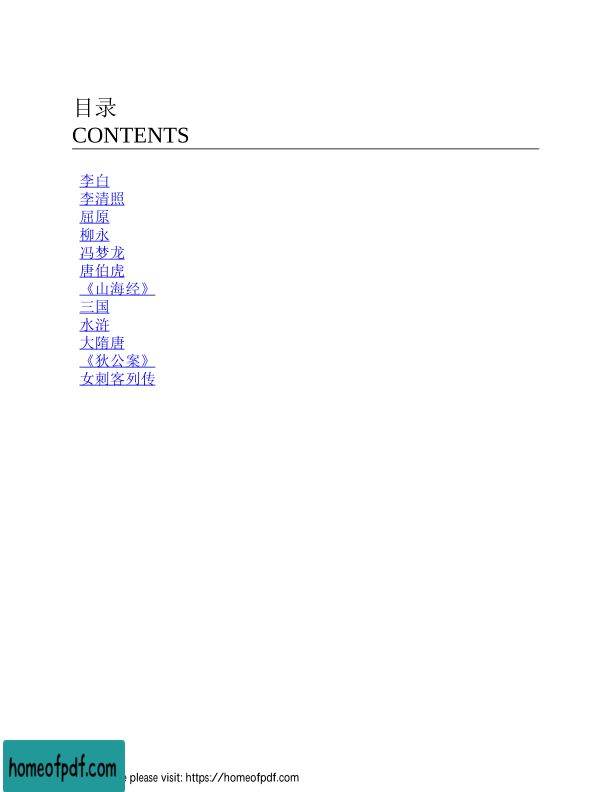 目录
CONTENTS
李白
李清照
屈原
柳永
冯梦龙
唐伯虎
《山海经》
三国
水浒
大隋唐
《狄公案》
女刺客列传
homeofpdf.com
please visit: https://homeofpdf.com